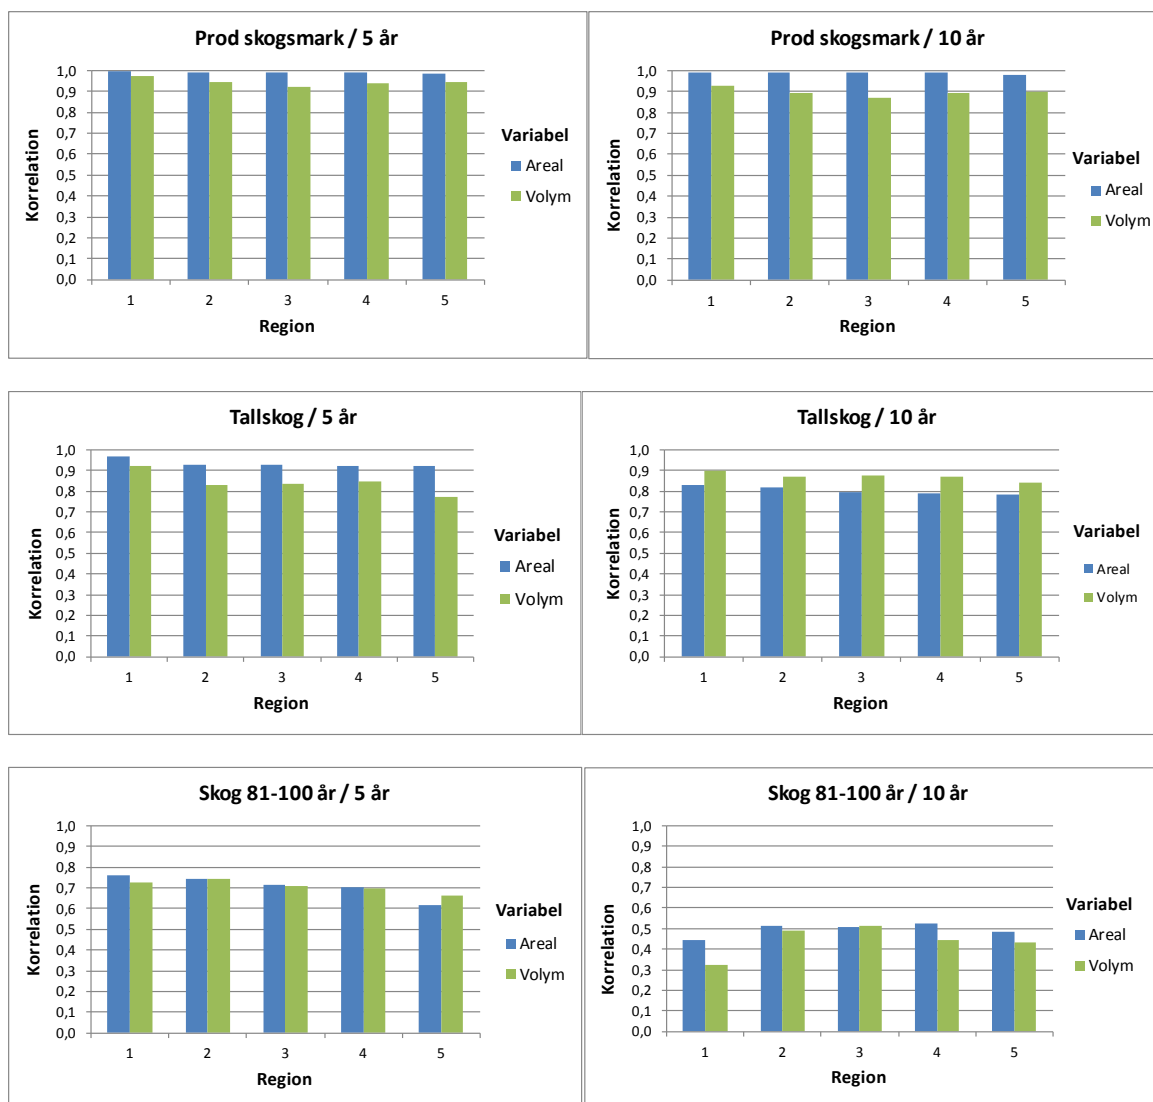 Prod skogsmark / 5 år
1,0
0,9
0,8
0,7
0,6
0,5
0,4
0,3
0,2
0,1
0,0
Korrelation
1 2 3 4 5
Region
Variabel
Areal
Volym
Prod skogsmark / 10 år
1,0
0,9
0,8
0,7
0,6
0,5
0,4
0,3
0,2
0,1
0,0
Korrelation
1 2 3 4 5
Region
Variabel
Areal
Volym
Tallskog / 5 år
1,0
0,9
0,8
0,7
0,6
0,5
0,4
0,3
0,2
0,1
0,0
Korrelation
1 2 3 4 5
Region
Variabel
Areal
Volym
Tallskog / 10 år
1,0
0,9
0,8
0,7
0,6
0,5
0,4
0,3
0,2
0,1
0,0
Korrelation
1 2 3 4 5
Region
Variabel
Areal
Volym
Skog 81-100 år / 5 år
1,0
0,9
0,8
0,7
0,6
0,5
0,4
0,3
0,2
0,1
0,0
Korrelation
1 2 3 4 5
Region
Variabel
Areal
Volym
Skog 81-100 år / 10 år
1,0
0,9
0,8
0,7
0,6
0,5
0,4
0,3
0,2
0,1
0,0
Korrelation
1 2 3 4 5
Region
Variabel
Areal
Volym